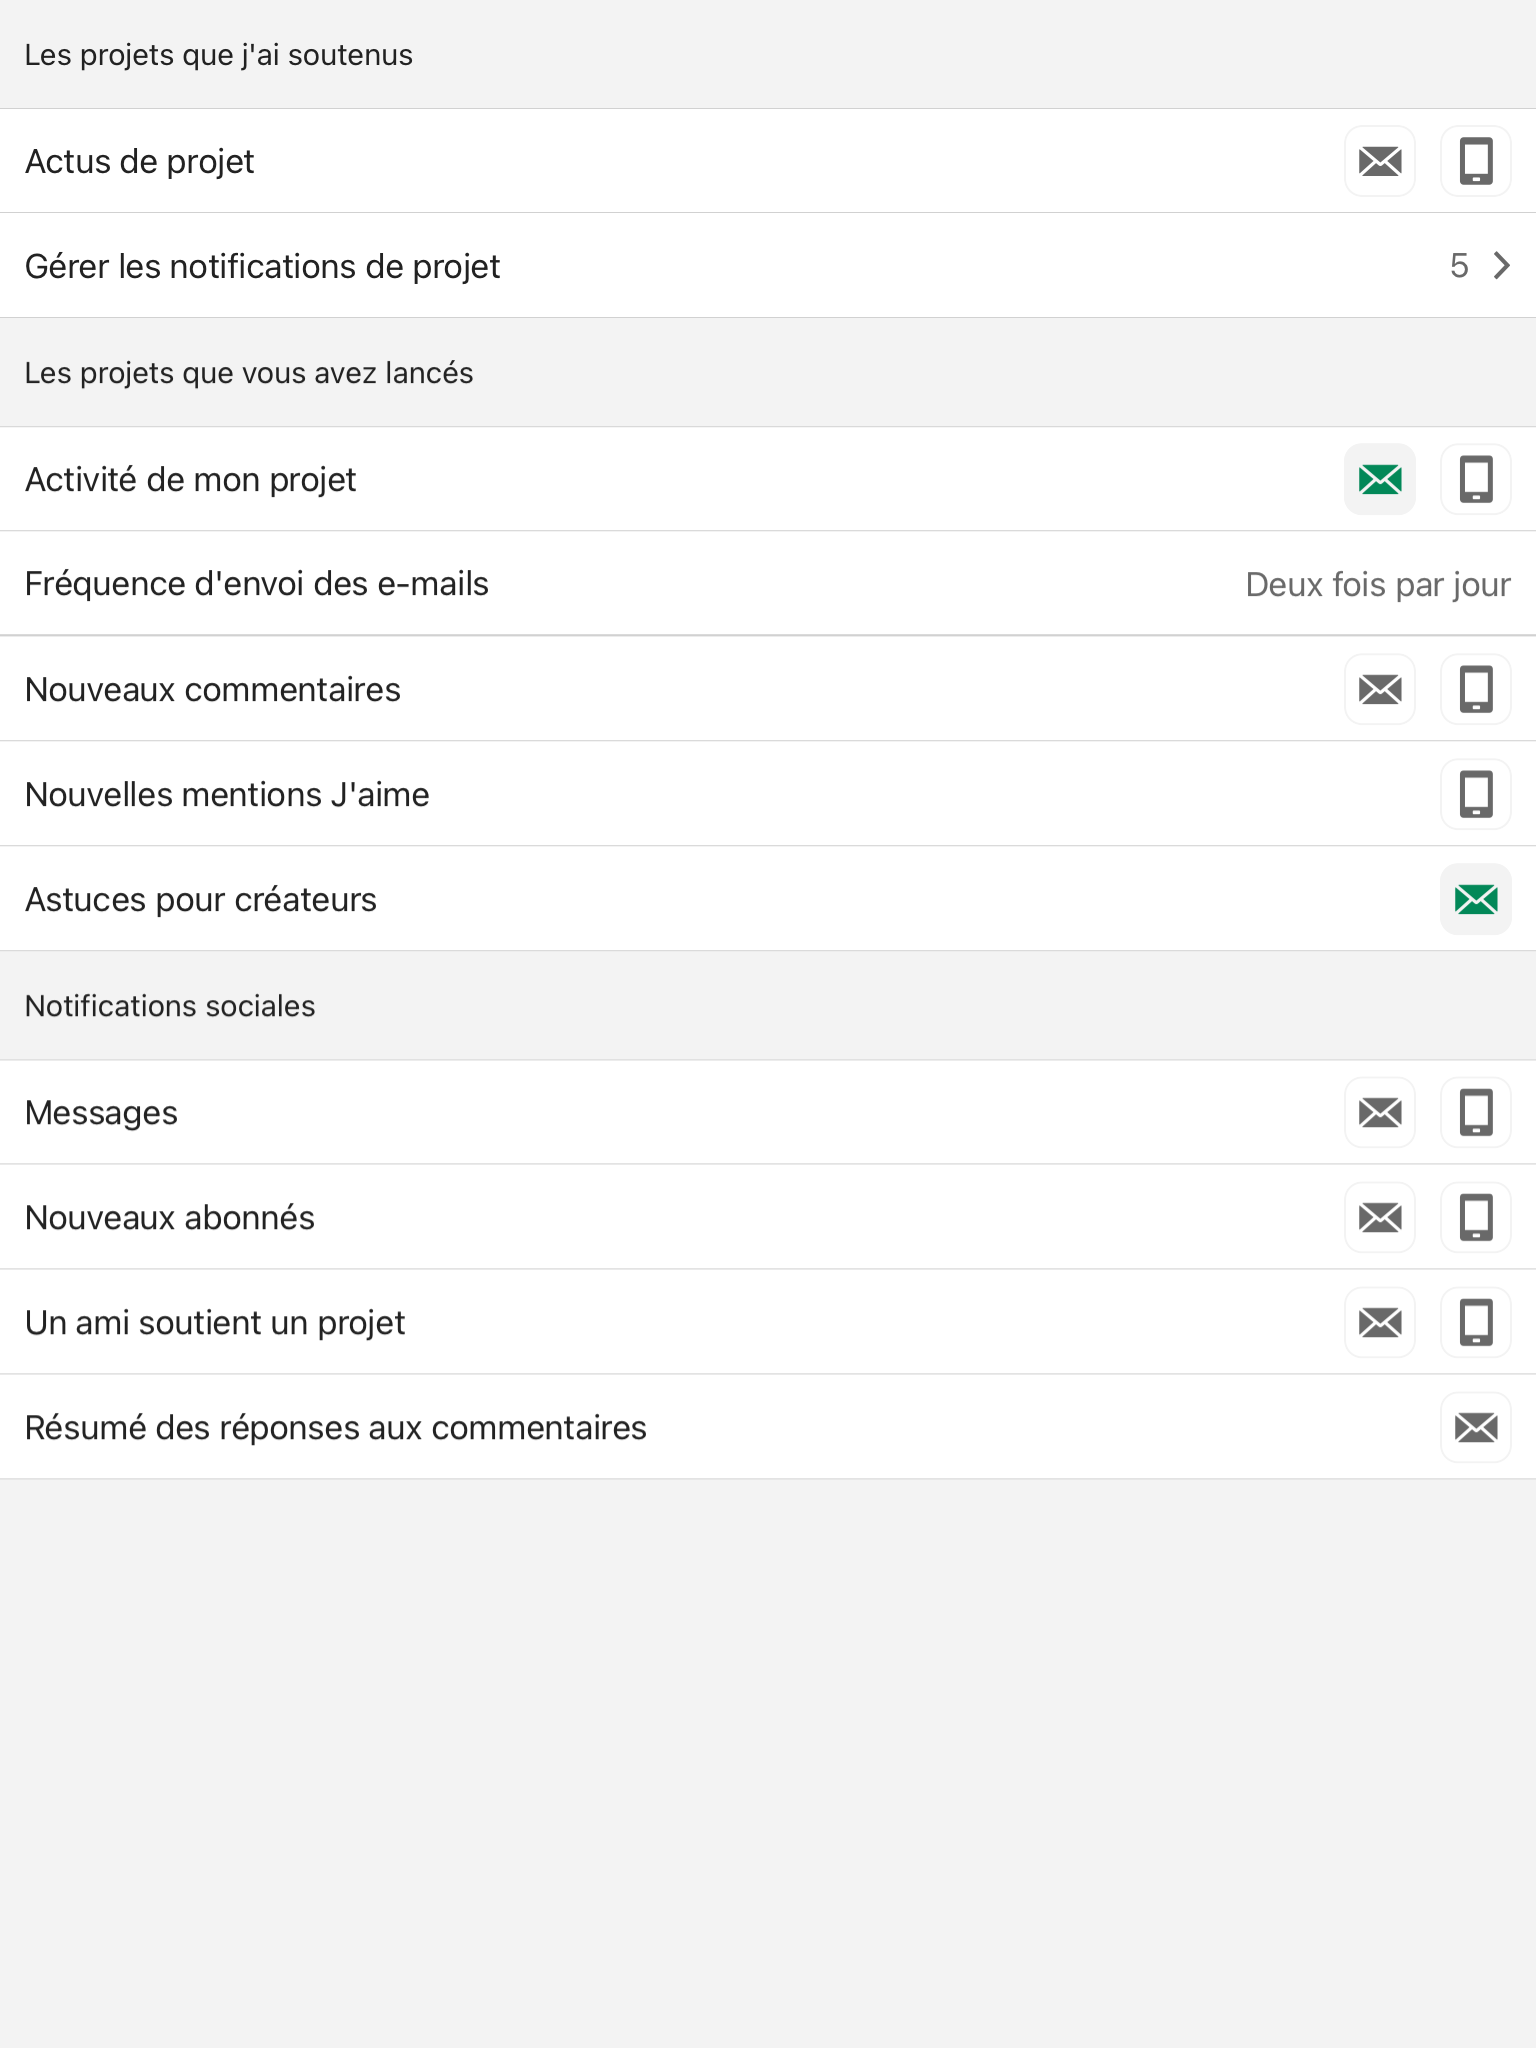 Les projets que j'ai soutenus
Actus de projet
Gérer les notifications de projet 5
Les projets que vous avez lancés
Activité de mon projet
Fréquence d'envoi des e-mails Deux fois par jour
Nouveaux commentaires
Nouvelles mentions J'aime
Astuces pour créateurs
Notifications sociales
Messages
Nouveaux abonnés
Un ami soutient un projet
Résumé des réponses aux commentaires